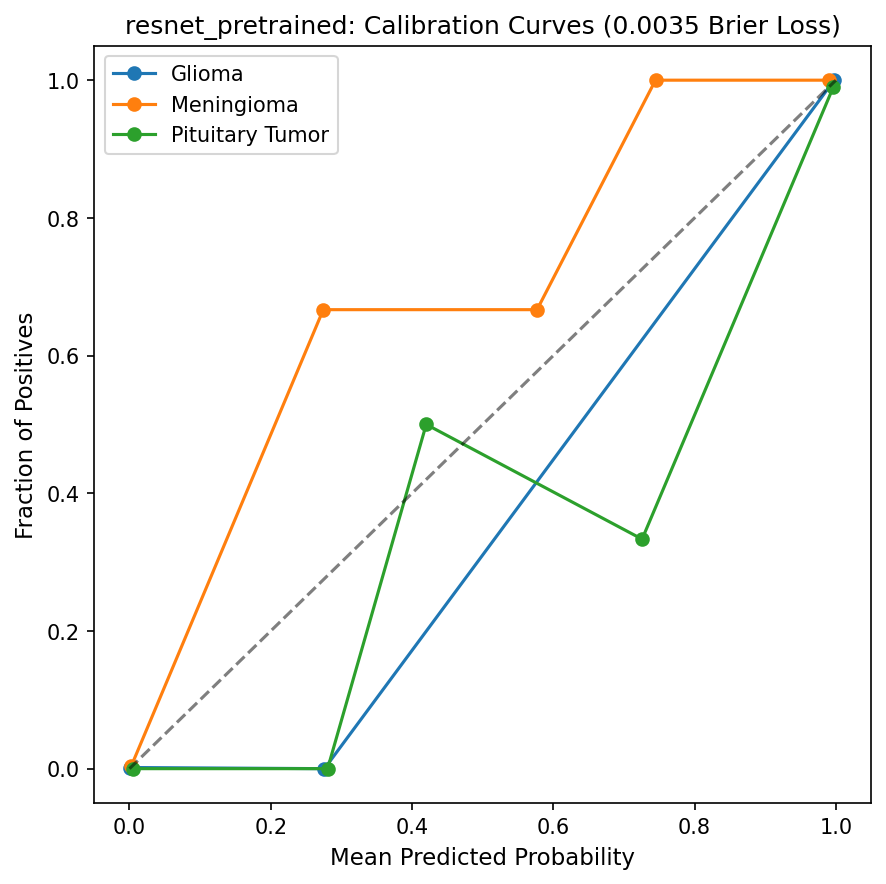 resnet_pretrained: Calibration Curves (0.0035 Brier Loss)
Glioma
Meningioma
Pituitary Tumor
Fraction of Positives
1.0
0.8
0.6
0.4
0.2
0.0
0.0 0.2 0.4 0.6 0.8 1.0
Mean Predicted Probability